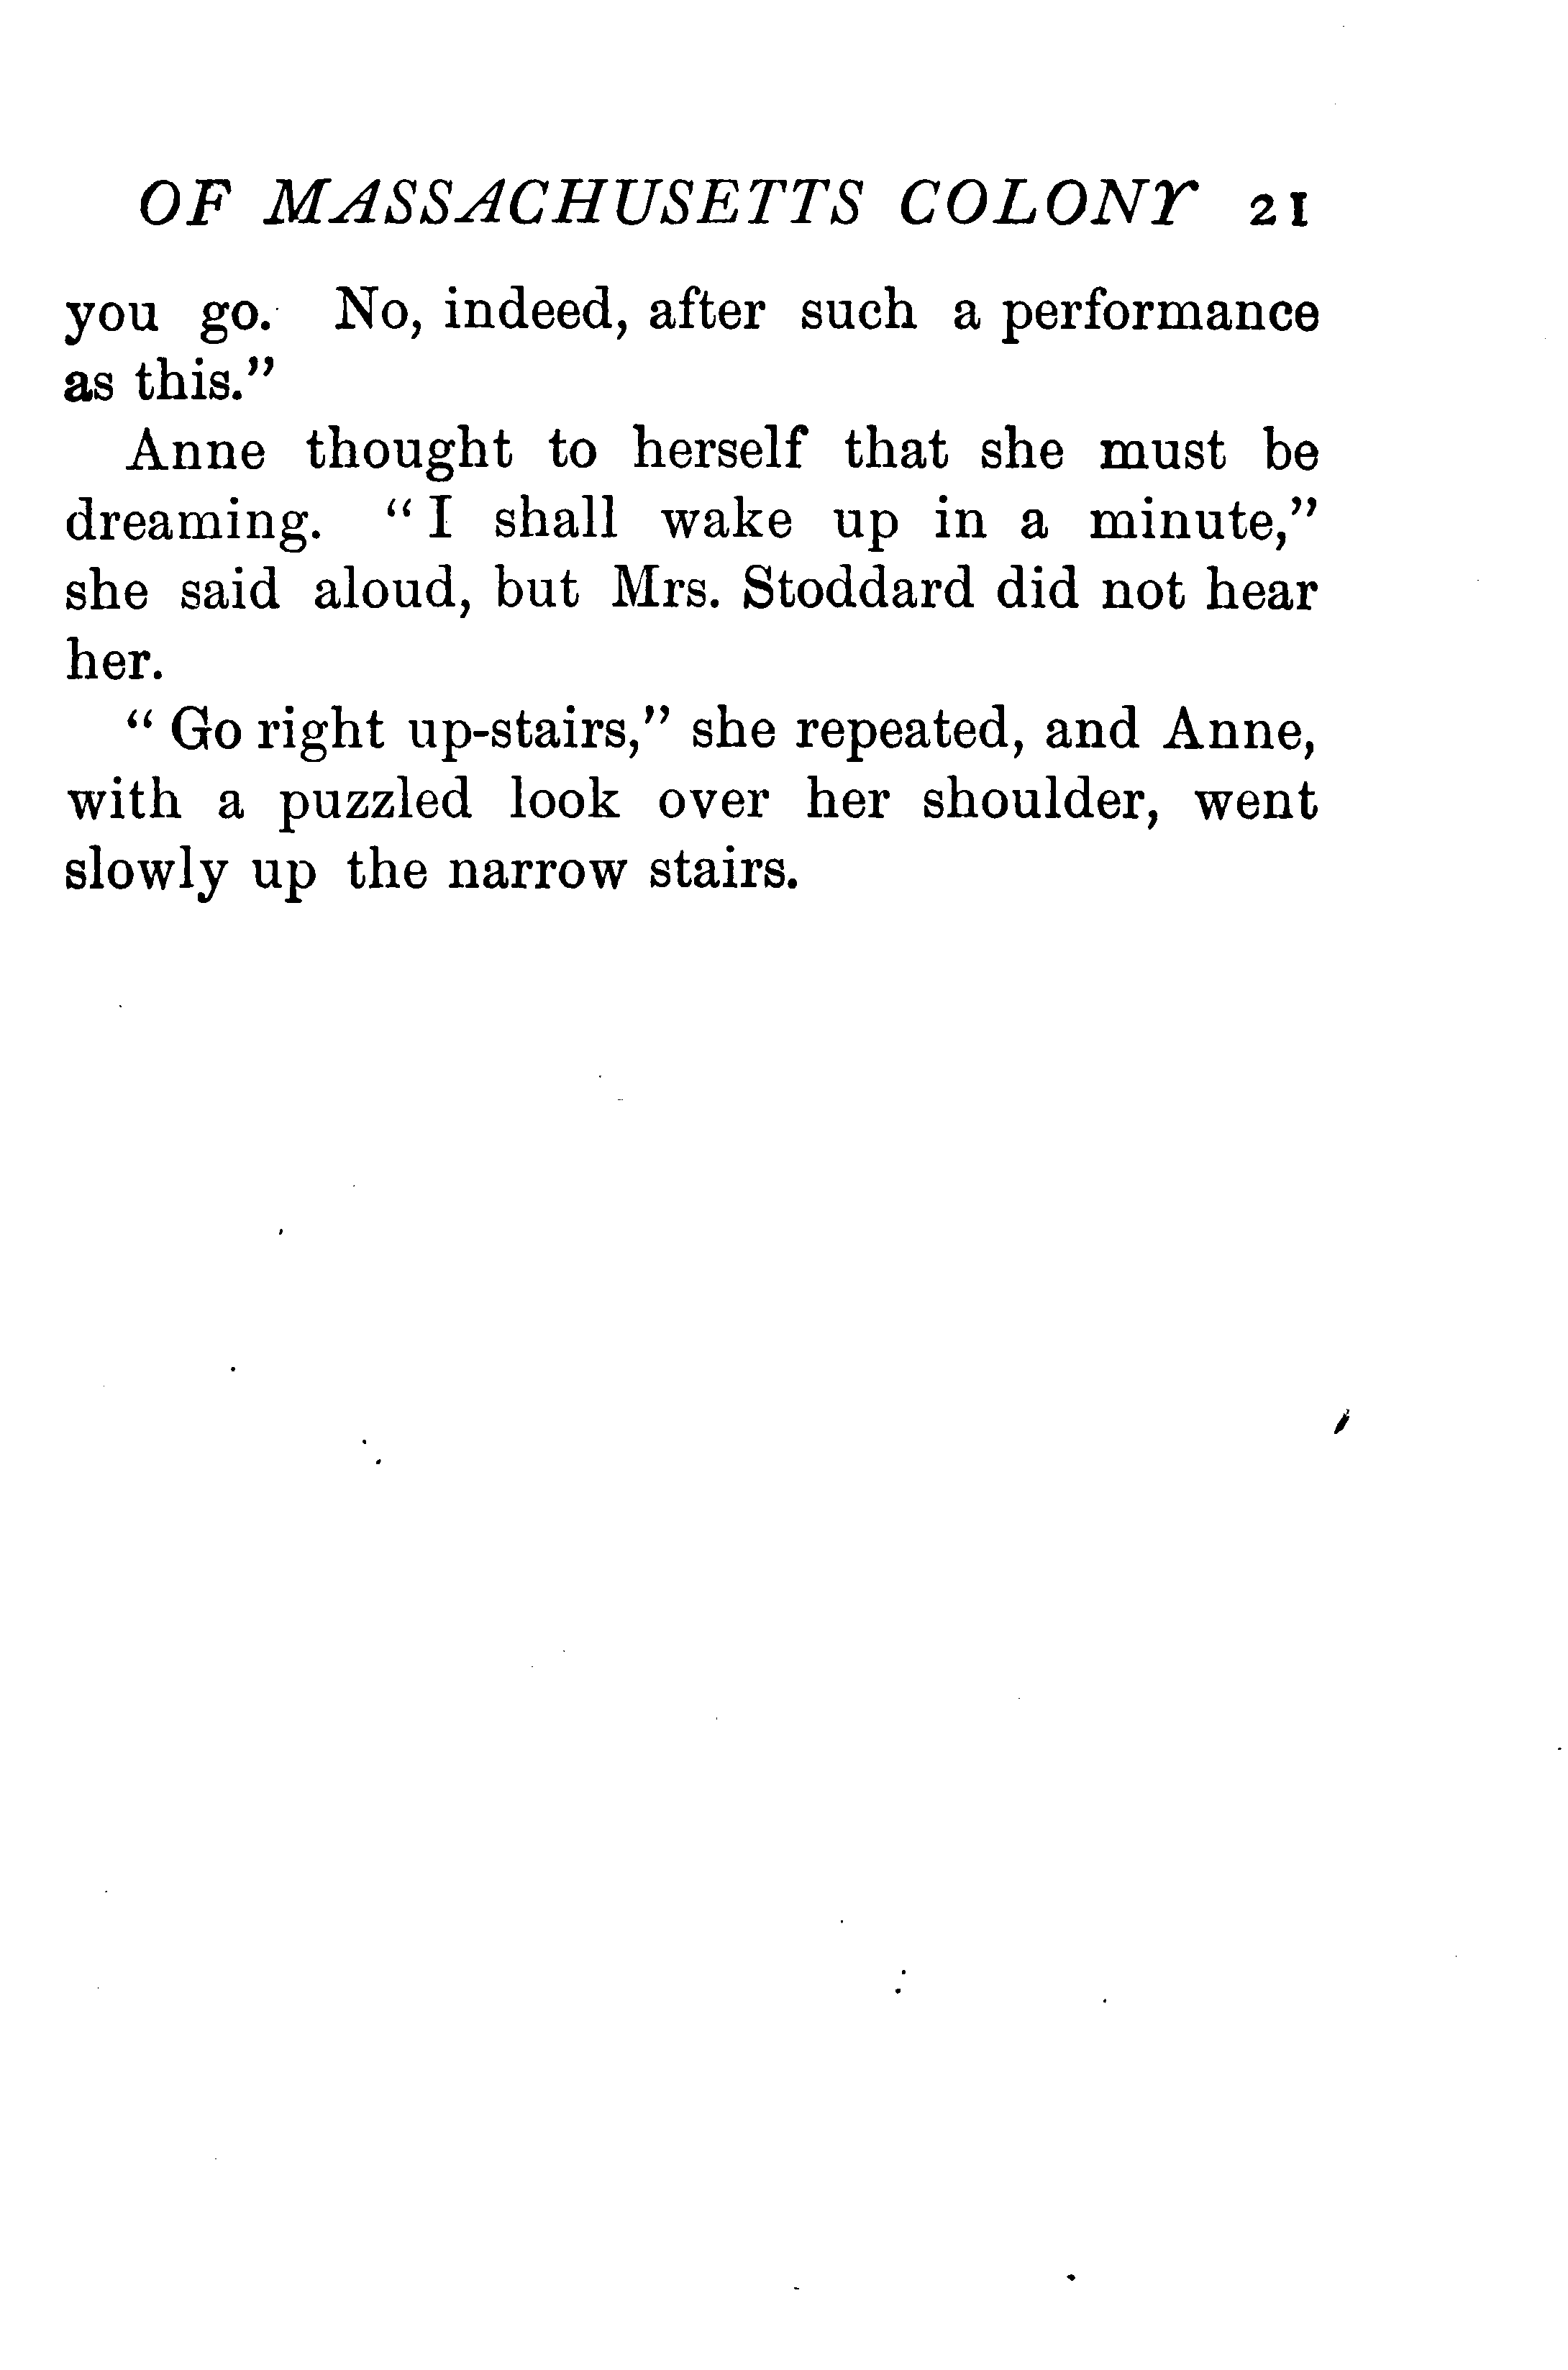 OF MASSACHUSETTS COLONY 21
you go. No, indeed, after such a performance
as this.”
Anne thought to herself that she must be
dreaming. “I shall wake up in a minute,”
she said aloud, but Mrs. Stoddard did not hear
her.
“Go right up-stairs,” she repeated, and Anne,
with a puzzled look over her shoulder, went
slowly up the narrow stairs.